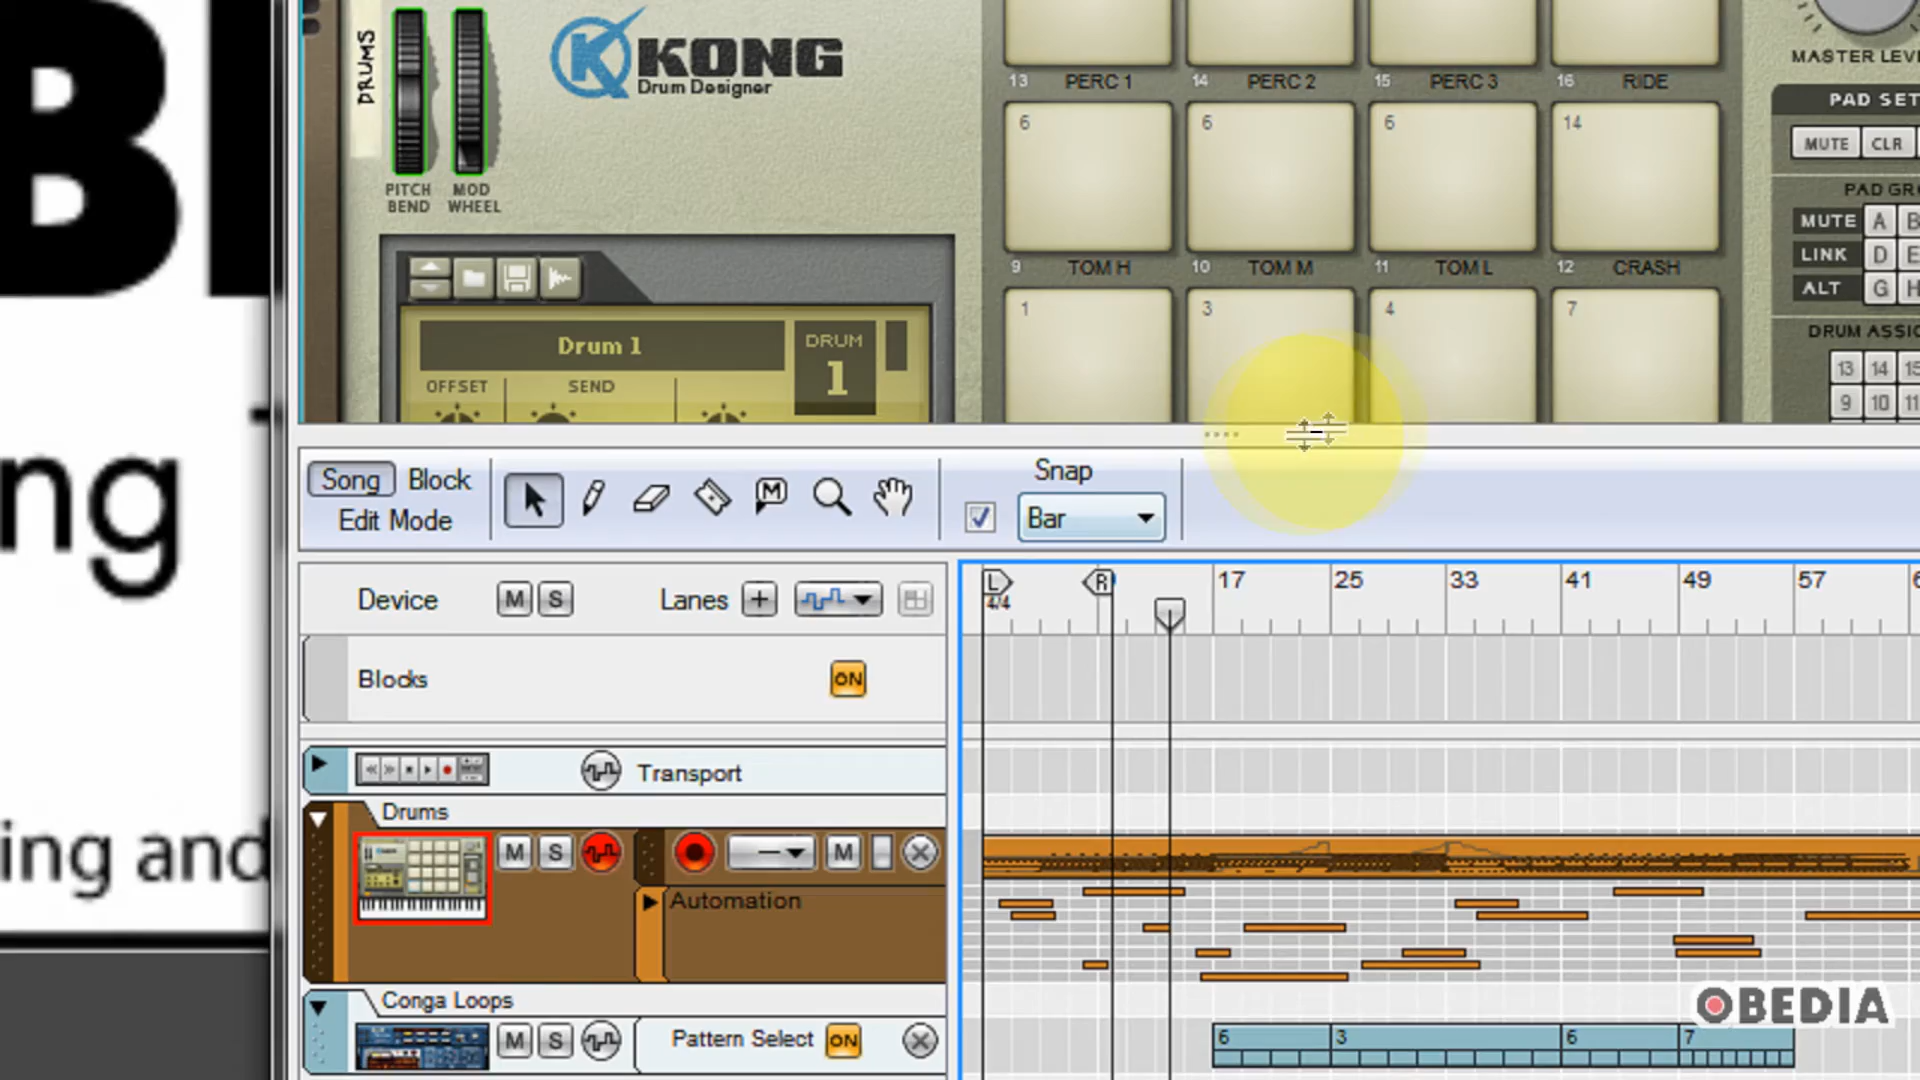 BI
ng
ing and
DRUMS
PITCH BEND
MOD WHEEL
KONG
Drum Designer
13 PERC 1 14 PERC 2 15 PERC 3 16 RIDE
6 6 6 14
9 TOM H 10 TOM M 11 TOM L 12 CRASH
1 3 4 7
MASTER LEVE
PAD SET
MUTE CLR
PAD GR
MUTE A B
LINK D E
ALT G H
DRUM ASSIG
13 14 15
9 10 11
Drum 1
DRUM
1
OFFSET SEND
Song Block
Edit Mode
M
Snap
Bar
Device M S Lanes +
L R 17 25 33 41 49 57 6
4/4
Blocks ON
Transport
Drums
M S M
Automation
Conga Loops
M S Pattern Select ON
6 3 6 7
OBEDIA